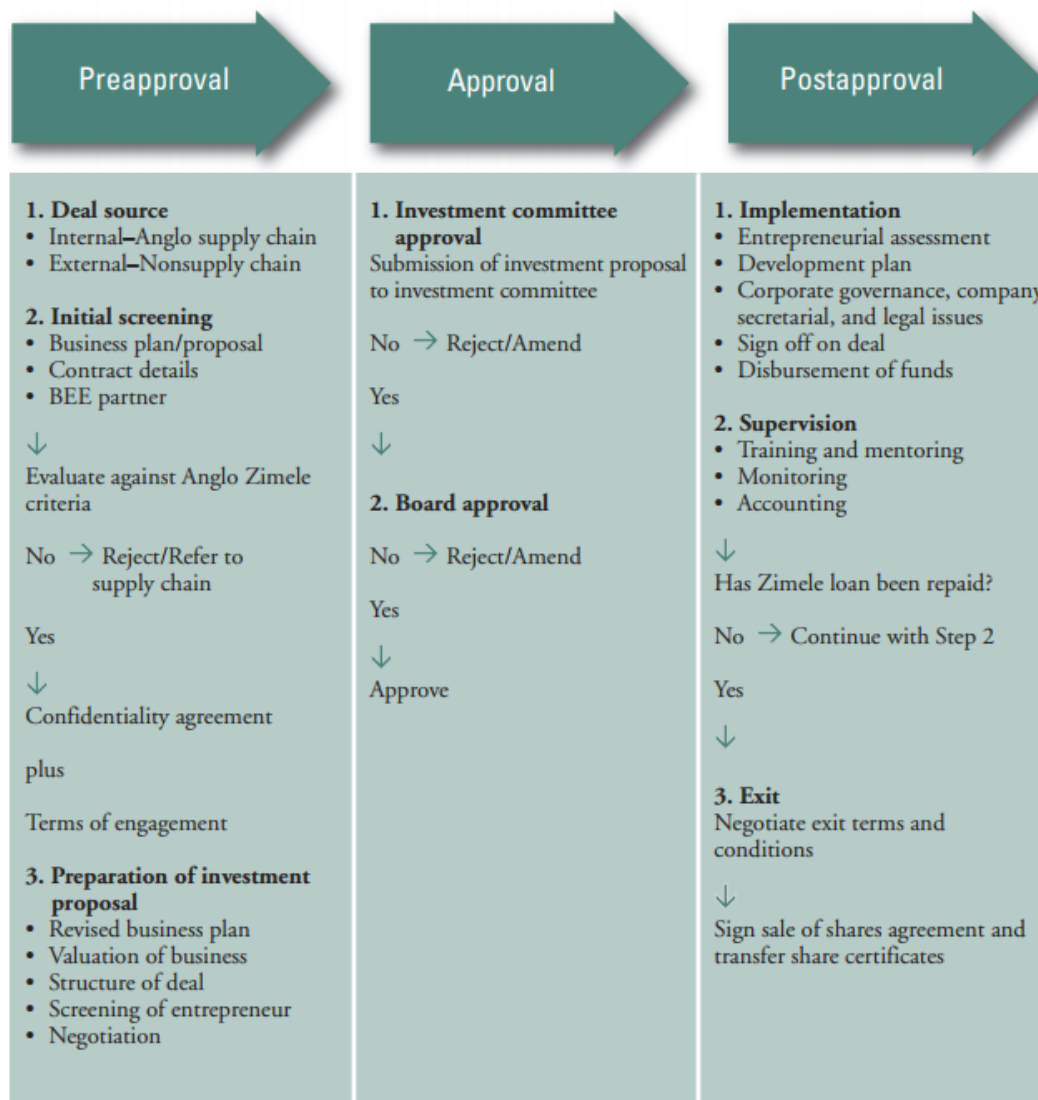 Preapproval
Approval
Postapproval
1. Deal source
• Internal–Anglo supply chain
• External–Nonsupply chain
2. Initial screening
• Business plan/proposal
• Contract details
• BEE partner
↓
Evaluate against Anglo Zimele
criteria
No → Reject/Refer to
supply chain
Yes
↓
Confidentiality agreement
plus
Terms of engagement
3. Preparation of investment
proposal
• Revised business plan
• Valuation of business
• Structure of deal
• Screening of entrepreneur
• Negotiation
1. Investment committee
approval
Submission of investment proposal
to investment committee
No → Reject/Amend
Yes
↓
2. Board approval
No → Reject/Amend
Yes
↓
Approve
1. Implementation
• Entrepreneurial assessment
• Development plan
• Corporate governance, company
secretarial, and legal issues
• Sign off on deal
• Disbursement of funds
2. Supervision
• Training and mentoring
• Monitoring
• Accounting
↓
Has Zimele loan been repaid?
No → Continue with Step 2
Yes
↓
3. Exit
Negotiate exit terms and
conditions
↓
Sign sale of shares agreement and
transfer share certificates